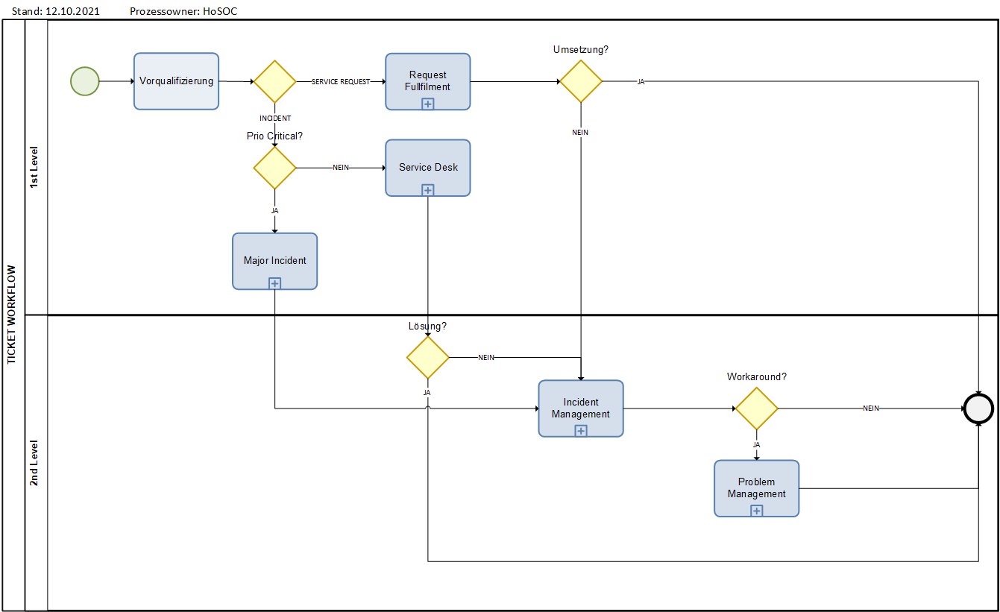 Stand: 12.10.2021 Prozessowner: HoSOC
TICKET WORKFLOW
1st Level
Vorqualifizierung
SERVICE REQUEST
Request
Fullfilment
Umsetzung?
JA
NEIN
INCIDENT
Prio Critical?
NEIN
Service Desk
JA
Major Incident
2nd Level
Lösung?
NEIN
JA
Incident
Management
Workaround?
NEIN
JA
Problem
Management